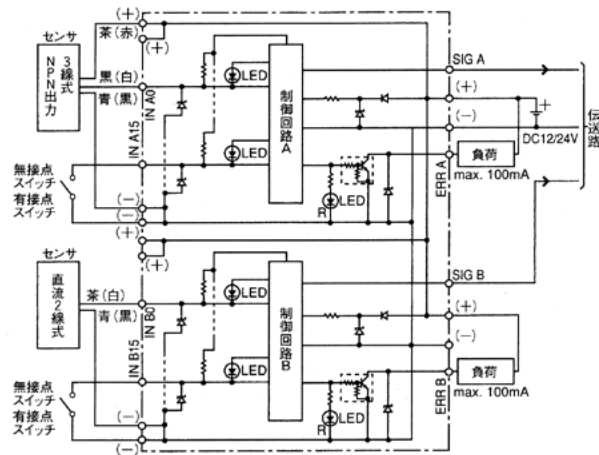 センサ
3線式
NPN出力
(+)
茶(赤)
(+)
黒(白)
青(黒)
IN A0
IN A15
無接点
スイッチ
有接点
スイッチ
(-)
(-)
LED
LED
制御回路A
R
LED
SIG A
(+)
(-)
DC12/24V
伝送路
ERR A
負荷
max. 100mA
センサ
直流2線式
(+)
(+)
茶(白)
青(黒)
IN B0
IN B15
無接点
スイッチ
有接点
スイッチ
(-)
(-)
LED
LED
制御回路B
R
LED
SIG B
(+)
(-)
ERR B
負荷
max. 100mA